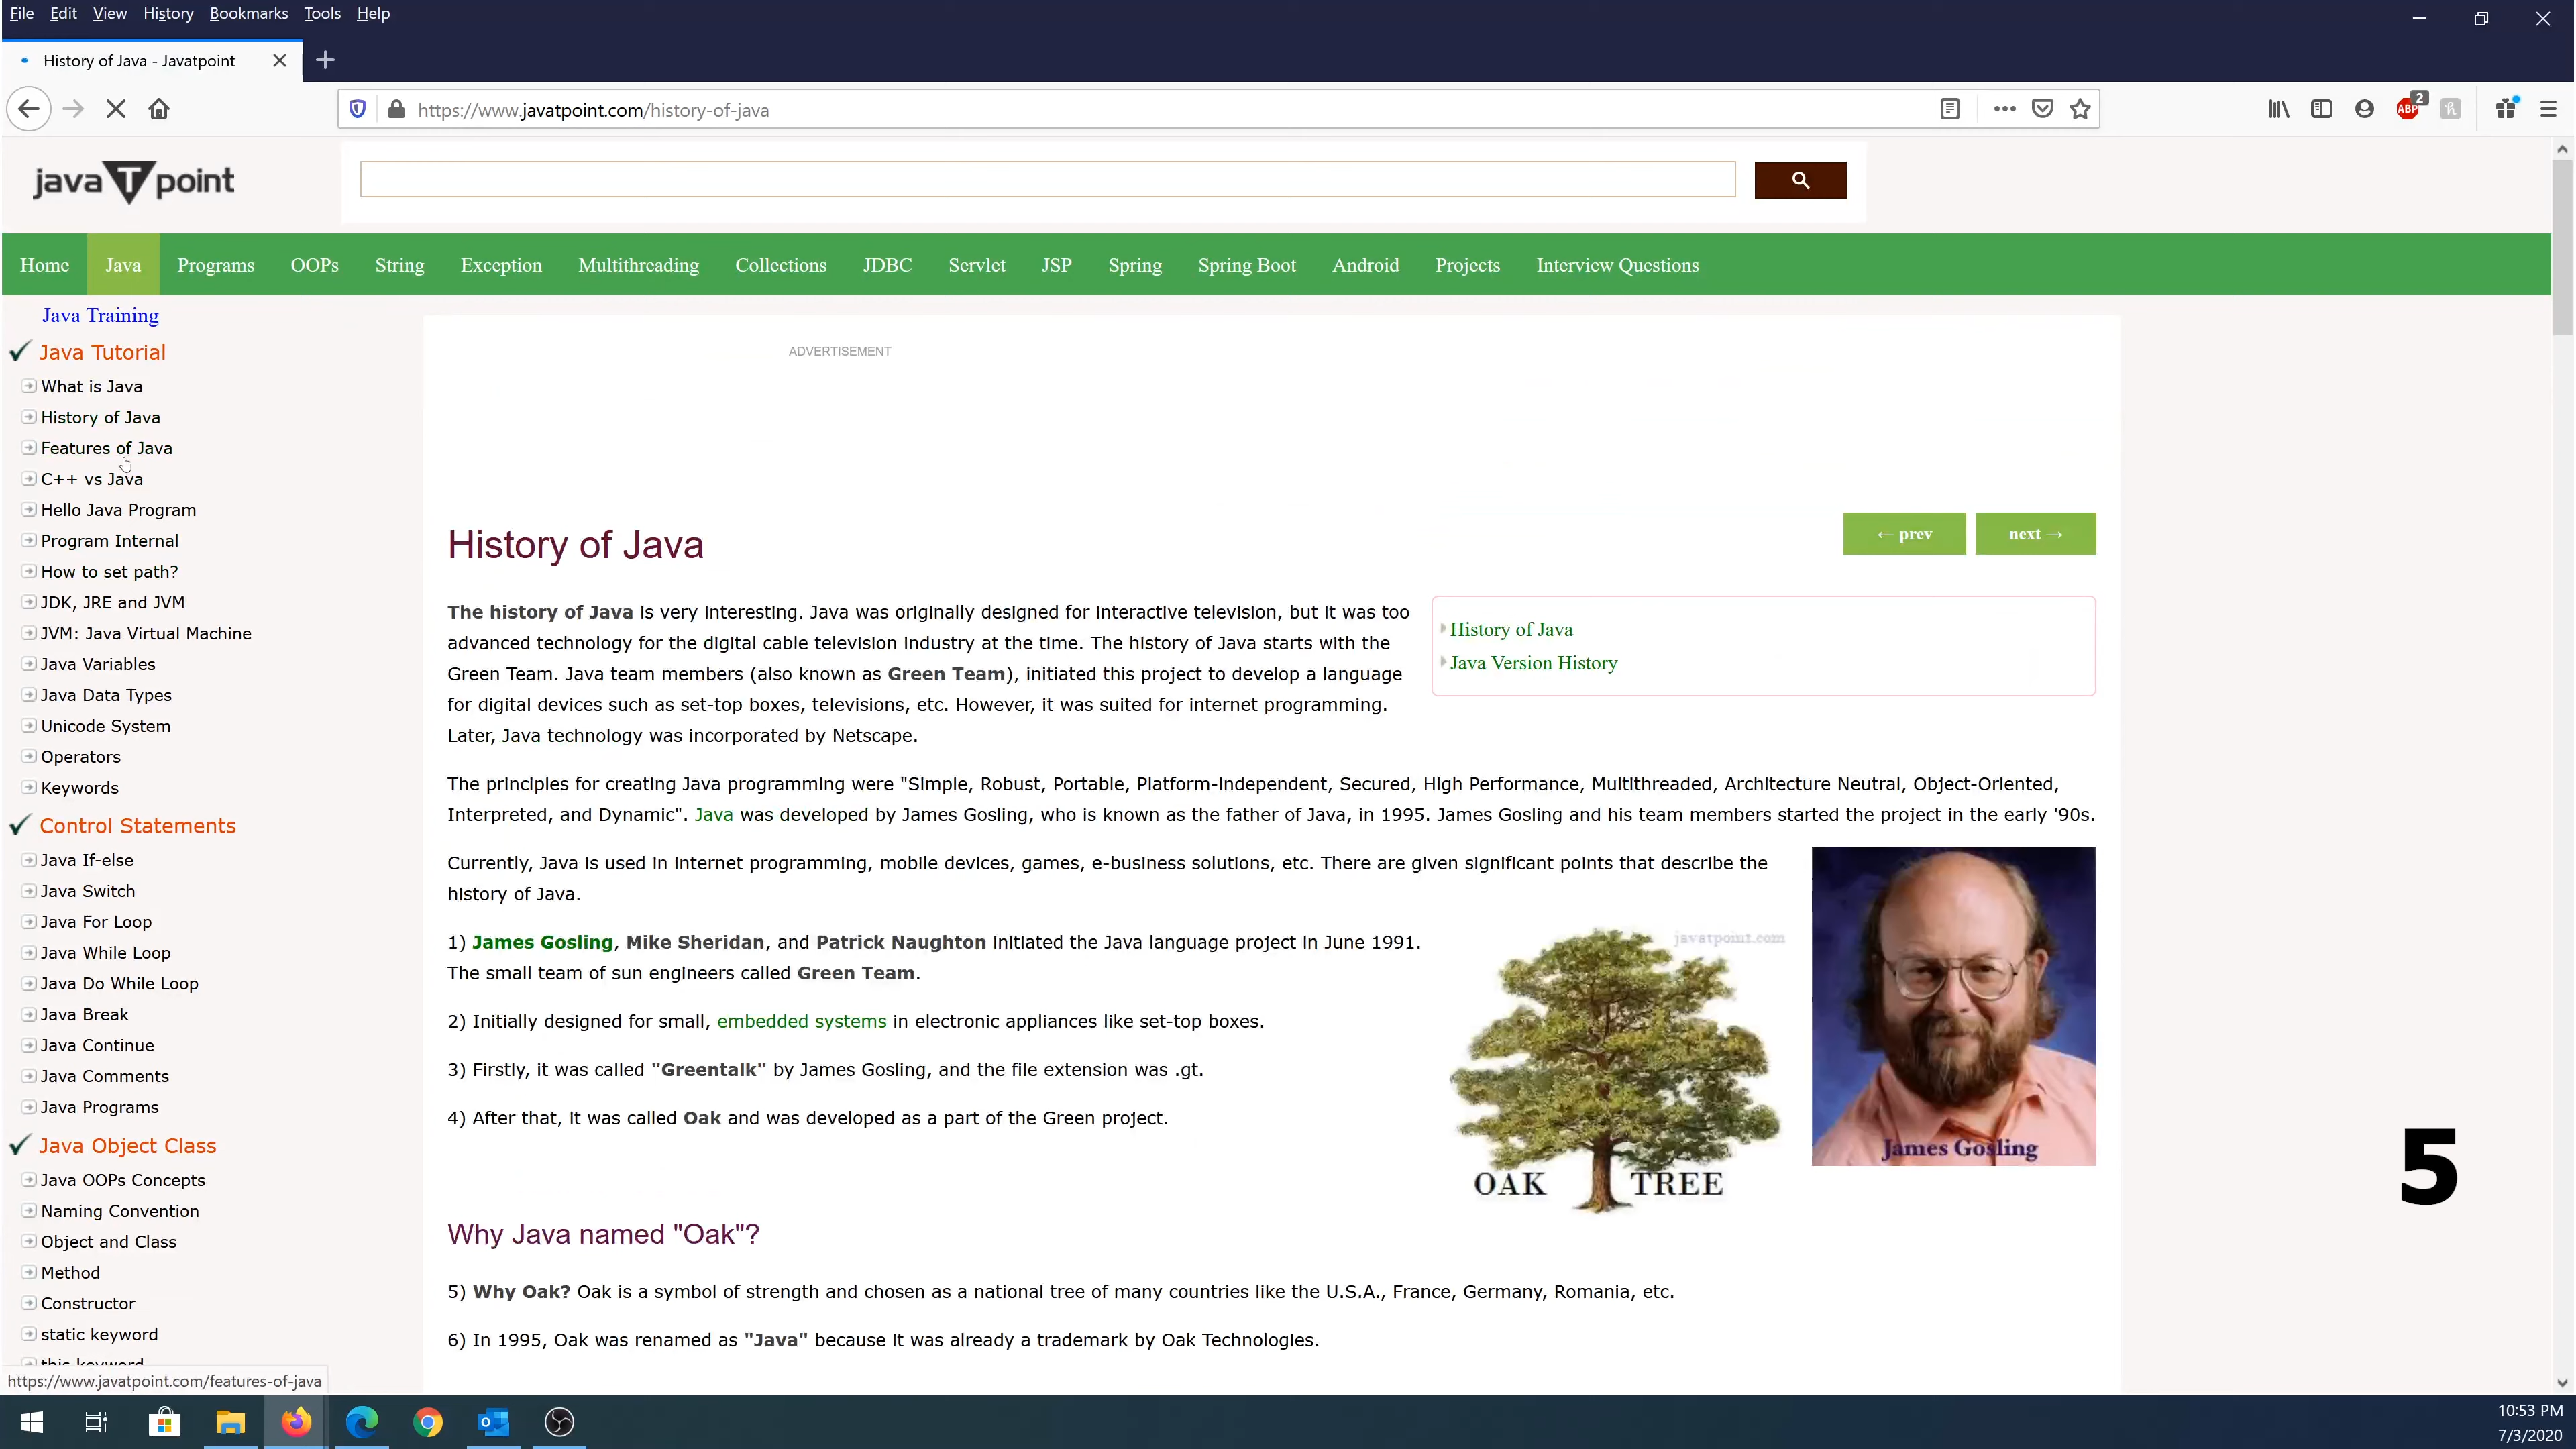 File Edit View History Bookmarks Tools Help
History of Java - Javatpoint
https://www.javatpoint.com/history-of-java
ABP
2
java T point
Home Java Programs OOPs String Exception Multithreading Collections JDBC Servlet JSP Spring Spring Boot Android Projects Interview Questions
Java Training
Java Tutorial
What is Java
History of Java
Features of Java
C++ vs Java
Hello Java Program
Program Internal
How to set path?
JDK, JRE and JVM
JVM: Java Virtual Machine
Java Variables
Java Data Types
Unicode System
Operators
Keywords
Control Statements
Java If-else
Java Switch
Java For Loop
Java While Loop
Java Do While Loop
Java Break
Java Continue
Java Comments
Java Programs
Java Object Class
Java OOPs Concepts
Naming Convention
Object and Class
Method
Constructor
static keyword
this keyword
https://www.javatpoint.com/features-of-java
ADVERTISEMENT
History of Java
← prev next →
The history of Java is very interesting. Java was originally designed for interactive television, but it was too
advanced technology for the digital cable television industry at the time. The history of Java starts with the
Green Team. Java team members (also known as Green Team), initiated this project to develop a language
for digital devices such as set-top boxes, televisions, etc. However, it was suited for internet programming.
Later, Java technology was incorporated by Netscape.
History of Java
Java Version History
The principles for creating Java programming were "Simple, Robust, Portable, Platform-independent, Secured, High Performance, Multithreaded, Architecture Neutral, Object-Oriented,
Interpreted, and Dynamic". Java was developed by James Gosling, who is known as the father of Java, in 1995. James Gosling and his team members started the project in the early '90s.
Currently, Java is used in internet programming, mobile devices, games, e-business solutions, etc. There are given significant points that describe the
history of Java.
1) James Gosling, Mike Sheridan, and Patrick Naughton initiated the Java language project in June 1991.
The small team of sun engineers called Green Team.
2) Initially designed for small, embedded systems in electronic appliances like set-top boxes.
3) Firstly, it was called "Greentalk" by James Gosling, and the file extension was .gt.
4) After that, it was called Oak and was developed as a part of the Green project.
javatpoint.com
OAK TREE
James Gosling
Why Java named "Oak"?
5) Why Oak? Oak is a symbol of strength and chosen as a national tree of many countries like the U.S.A., France, Germany, Romania, etc.
6) In 1995, Oak was renamed as "Java" because it was already a trademark by Oak Technologies.
5
10:53 PM
7/3/2020